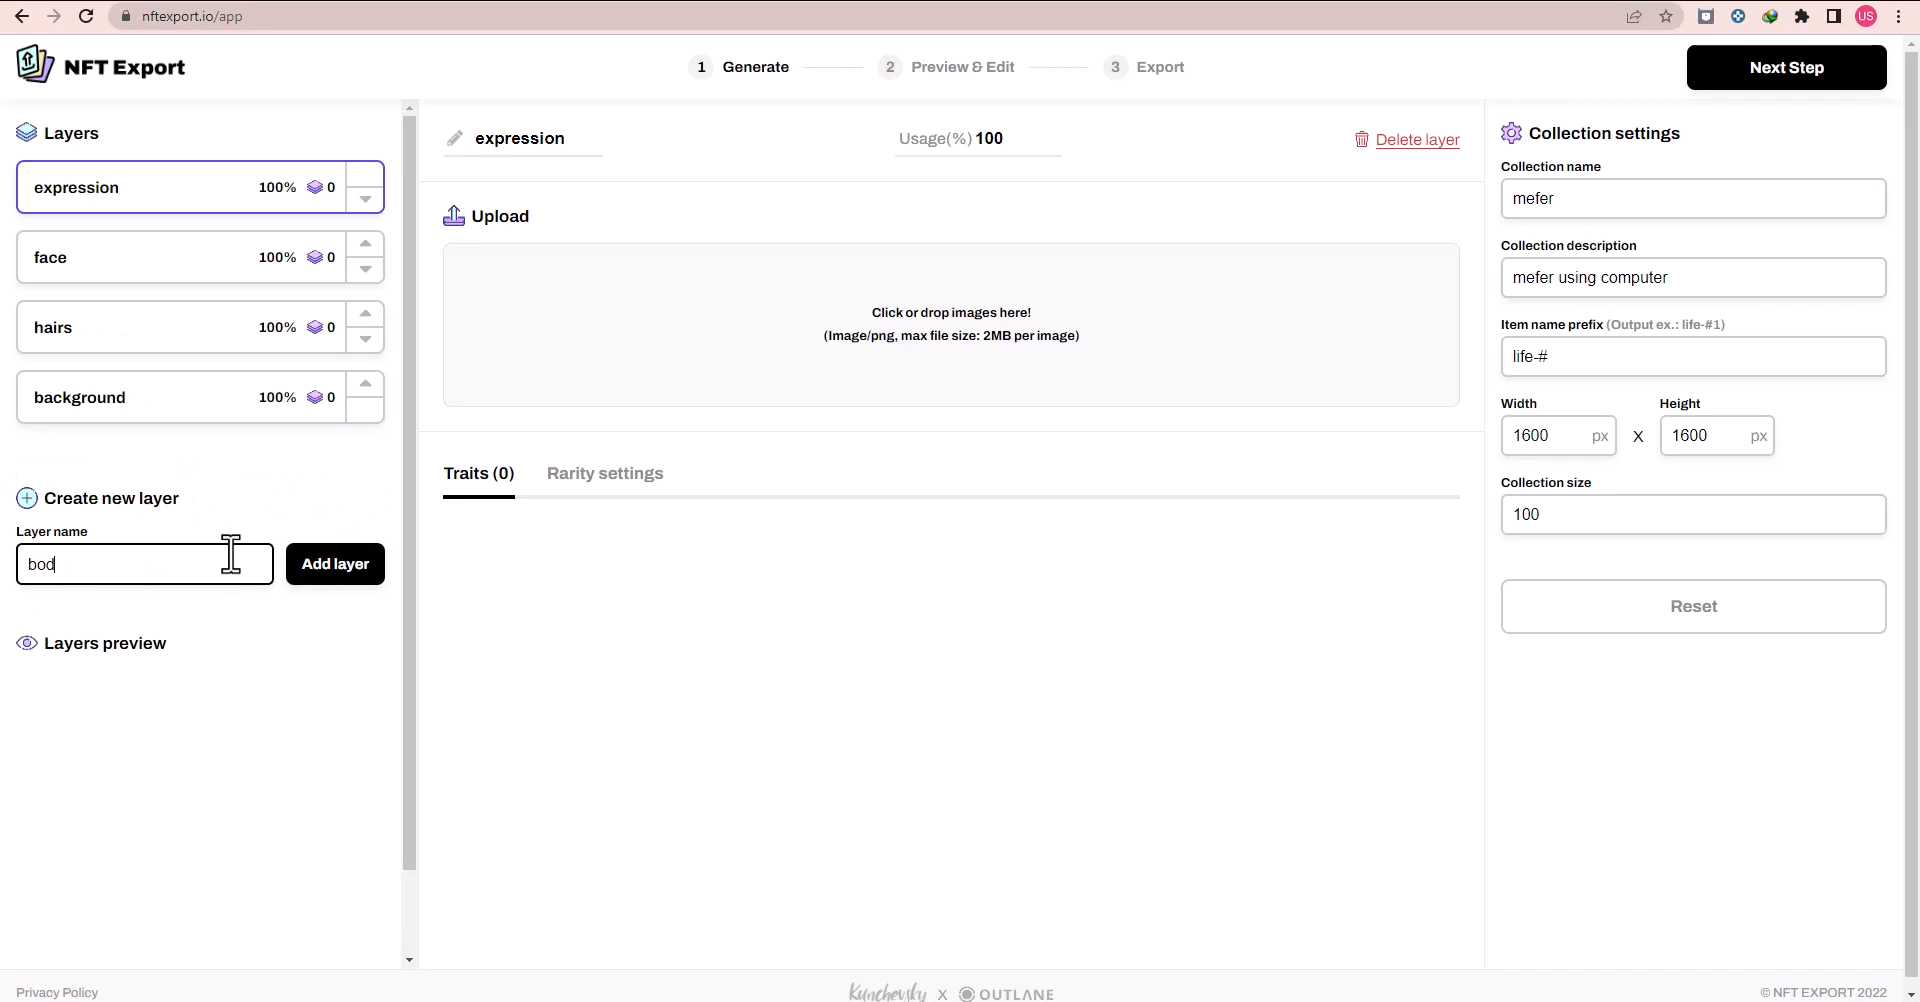 nftexport.io/app
US
NFT Export
1 Generate
2 Preview & Edit
3 Export
Next Step
Layers
expression 100% 0
face 100% 0
hairs 100% 0
background 100% 0
Create new layer
Layer name
bod
Add layer
Layers preview
expression
Usage(%) 100
Delete layer
Upload
Click or drop images here!
(Image/png, max file size: 2MB per image)
Traits (0)
Rarity settings
Collection settings
Collection name
mefer
Collection description
mefer using computer
Item name prefix (Output ex.: life-#1)
life-#
Width
Height
1600 px X 1600 px
Collection size
100
Reset
Privacy Policy
Kunchevsky X OUTLANE
© NFT EXPORT 2022